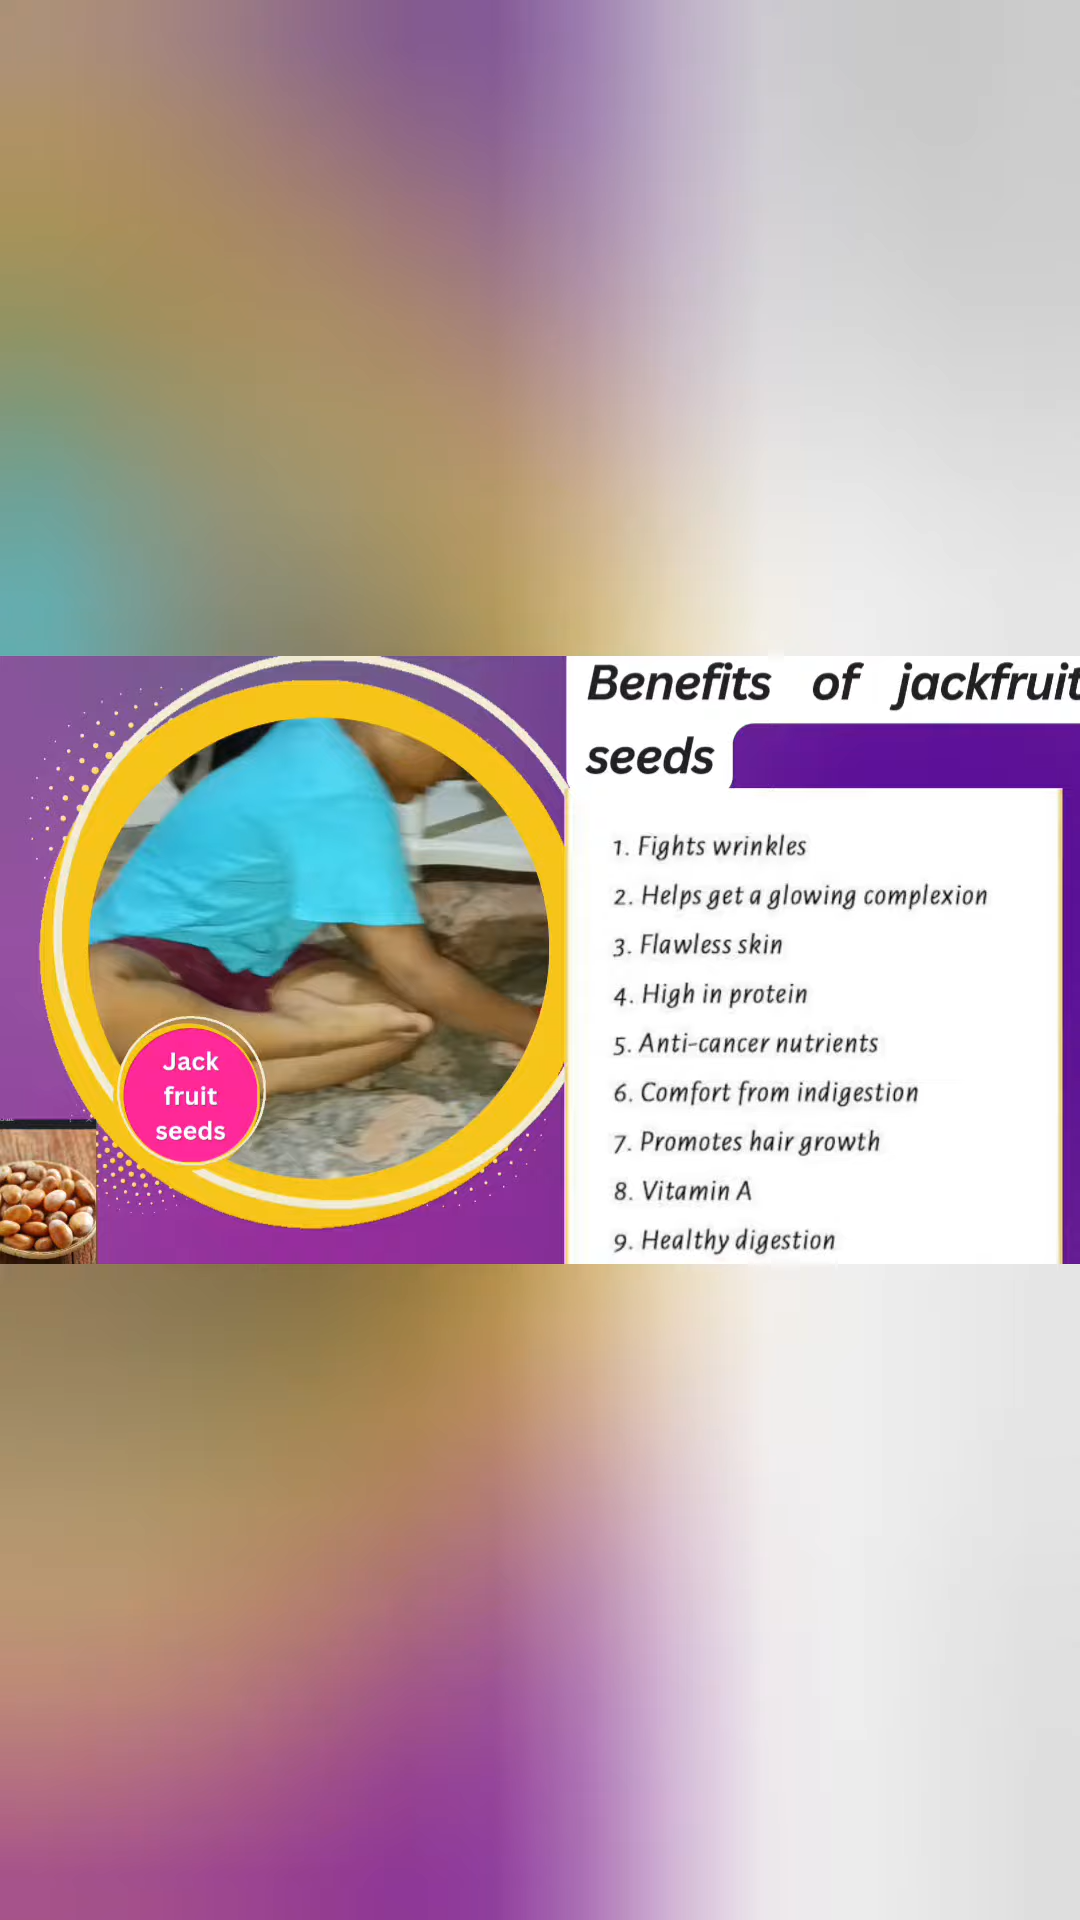 Benefits of jackfruit
seeds
1. Fights wrinkles
2. Helps get a glowing complexion
3. Flawless skin
4. High in protein
5. Anti-cancer nutrients
6. Comfort from indigestion
7. Promotes hair growth
8. Vitamin A
9. Healthy digestion
Jack
fruit
seeds